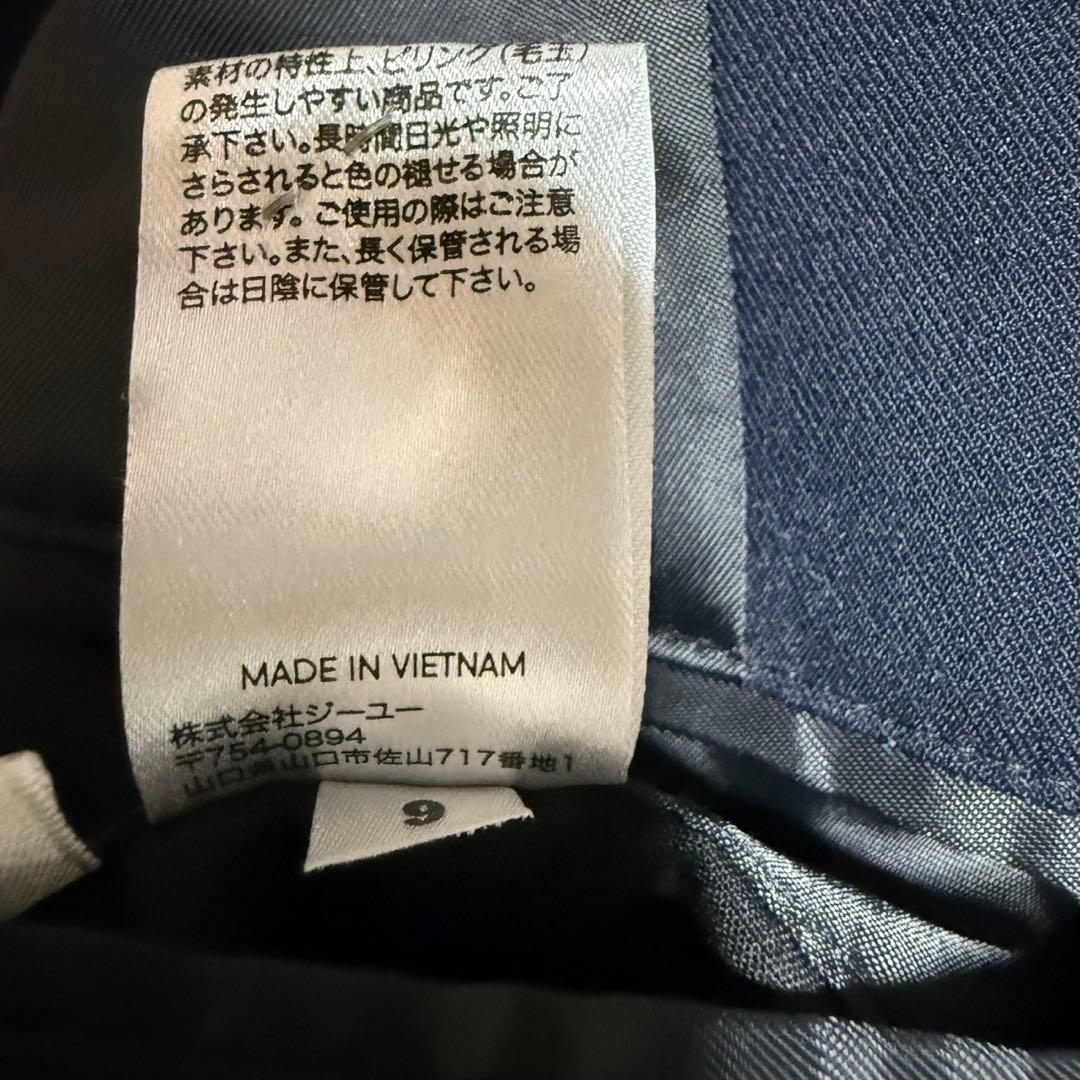 素材の特性上、ピリング(毛玉)
の発生しやすい商品です。ご了
承下さい。長時間日光や照明に
さらされると色の褪せる場合が
あります。ご使用の際はご注意
下さい。また、長く保管される場
合は日陰に保管して下さい。
MADE IN VIETNAM
株式会社ジーユー
〒754-0894
山口県山口市佐山717番地1
9